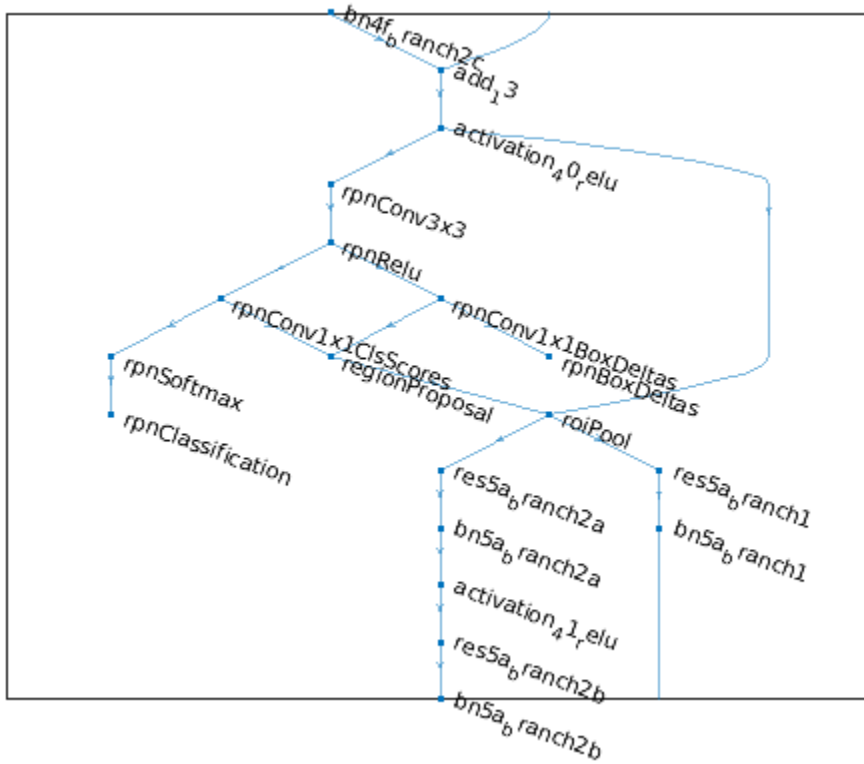 bn4f_branch2c
add_13
activation_40_relu
rpnConv3x3
rpnRelu
rpnConv1x1ClsScores
rpnConv1x1BoxDeltas
rpnSoftmax
regionProposal
rpnBoxDeltas
rpnClassification
roiPool
res5a_branch2a
res5a_branch1
bn5a_branch2a
bn5a_branch1
activation_41_relu
res5a_branch2b
bn5a_branch2b